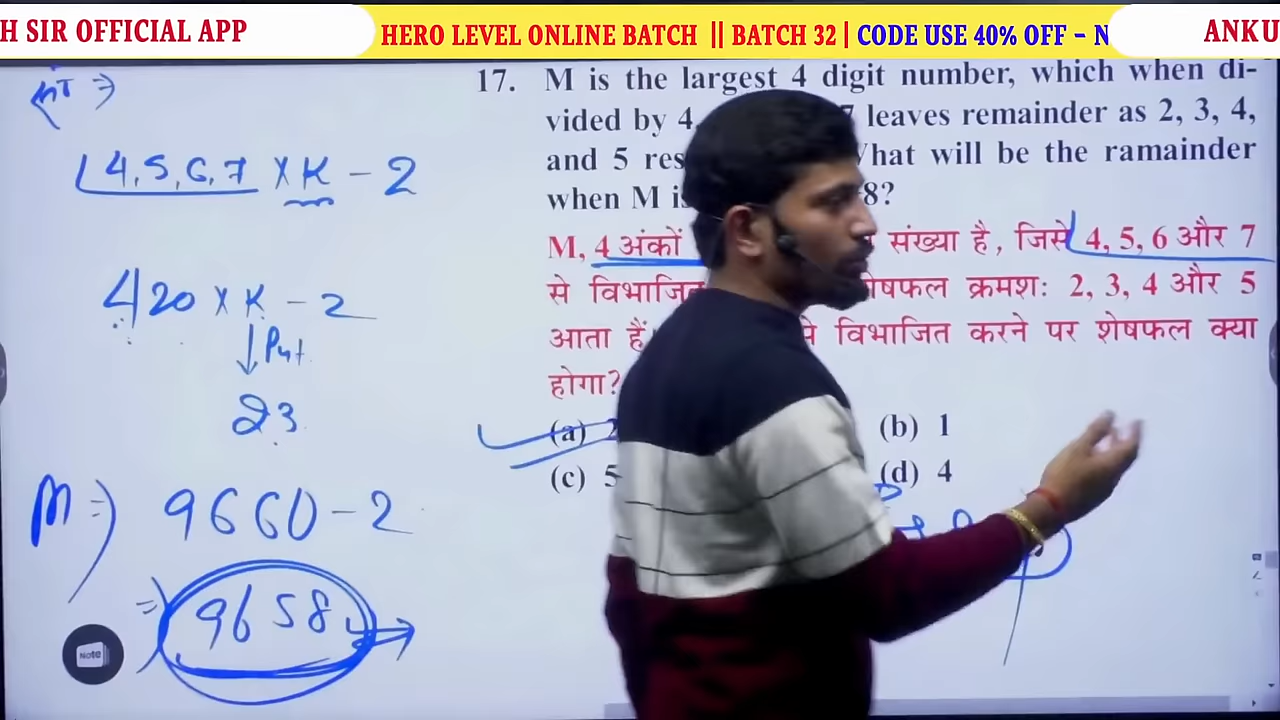 H SIR OFFICIAL APP
HERO LEVEL ONLINE BATCH || BATCH 32 | CODE USE 40% OFF - N
ANKU
4,5,6,7 × K - 2
420 × K - 2
Put
23
M ⇒ 9660-2
⇒ 9658
Note
17. M is the largest 4 digit number, which when di-
vided by 4, leaves remainder as 2, 3, 4,
and 5 What will be the ramainder
when M 8?
M, 4 अंकों संख्या है, जिसे 4, 5, 6 और 7
से शेषफल क्रमशः 2, 3, 4 और 5
आता हैं विभाजित करने पर शेषफल क्या
होगा?
(a) 2
(b) 1
(c) 5
(d) 4